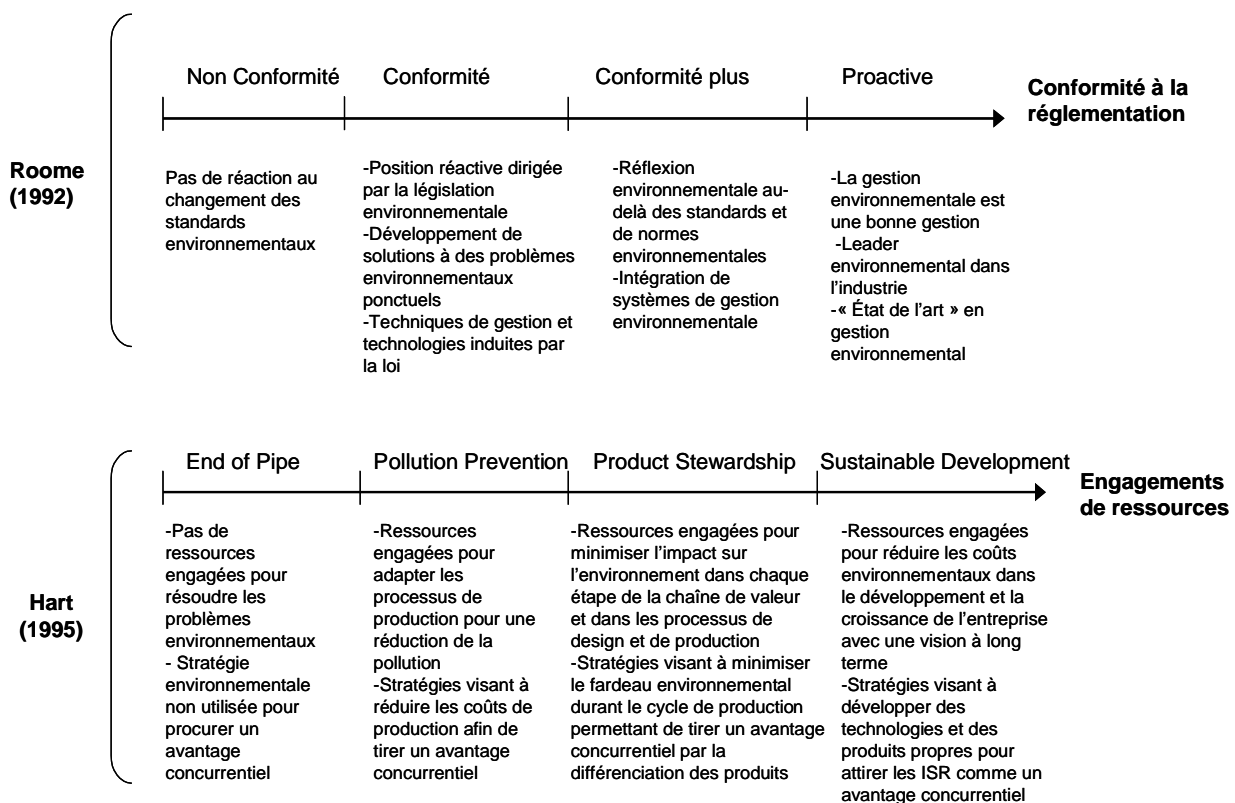 Roome
(1992)
Non Conformité
Conformité
Conformité plus
Proactive
Conformité à la
réglementation
Pas de réaction au
changement des
standards
environnementaux
-Position réactive dirigée
par la législation
environnementale
-Développement de
solutions à des problèmes
environnementaux
ponctuels
-Techniques de gestion et
technologies induites par
la loi
-Réflexion
environnementale au-
delà des standards et
de normes
environnementales
-Intégration de
systèmes de gestion
environnementale
-La gestion
environnementale est
une bonne gestion
-Leader
environmental dans
l'industrie
-« État de l'art » en
gestion
environnemental
Hart
(1995)
End of Pipe
Pollution Prevention
Product Stewardship
Sustainable Development
Engagements
de ressources
-Pas de
ressources
engagées pour
résoudre les
problèmes
environnementaux
- Stratégie
environnementale
non utilisée pour
procurer un
avantage
concurrentiel
-Ressources
engagées pour
adapter les
processus de
production pour une
réduction de la
pollution
-Stratégies visant à
réduire les coûts de
production afin de
tirer un avantage
concurrentiel
-Ressources engagées pour
minimiser l'impact sur
l'environnement dans chaque
étape de la chaîne de valeur
et dans les processus de
design et de production
-Stratégies visant à minimiser
le fardeau environnemental
durant le cycle de production
permettant de tirer un avantage
concurrentiel par la
différenciation des produits
-Ressources engagées
pour réduire les coûts
environnementaux dans
le développement et la
croissance de l'entreprise
avec une vision à long
terme
-Stratégies visant à
développer des
technologies et des
produits propres pour
attirer les ISR comme un
avantage concurrentiel